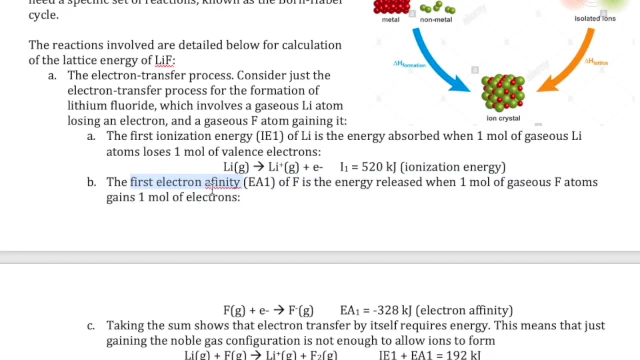 need a specific set of reactions, known as the Born-Haber
cycle.
metal
non-metal
isolated ions
The reactions involved are detailed below for calculation
of the lattice energy of LiF:
ΔHformation
ΔHlattice
a. The electron-transfer process. Consider just the
electron-transfer process for the formation of
lithium fluoride, which involves a gaseous Li atom
losing an electron, and a gaseous F atom gaining it:
ion crystal
a. The first ionization energy (IE1) of Li is the energy absorbed when 1 mol of gaseous Li
atoms loses 1 mol of valence electrons:
Li(g) → Li⁺(g) + e- I₁ = 520 kJ (ionization energy)
b. The first electron afinity (EA1) of F is the energy released when 1 mol of gaseous F atoms
gains 1 mol of electrons:
F(g) + e- → F⁻(g) EA₁ = -328 kJ (electron affinity)
c. Taking the sum shows that electron transfer by itself requires energy. This means that just
gaining the noble gas configuration is not enough to allow ions to form
Li(g) + F(g) → Li⁺(g) + F₂(g) IE1 + EA1 = 192 kJ